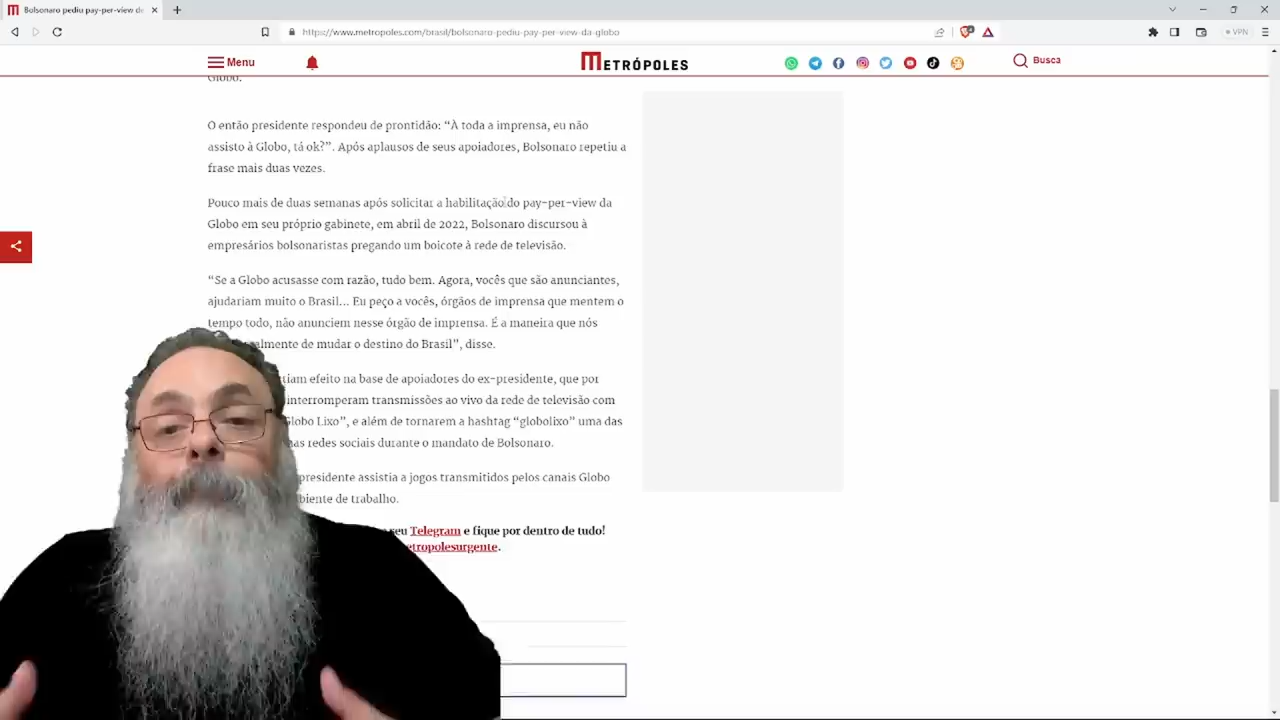 Bolsonaro pediu pay-per-view de
https://www.metropoles.com/brasil/bolsonaro-pediu-pay-per-view-da-globo
VPN
Menu
METRÓPOLES
Busca
Globo.
O então presidente respondeu de prontidão: “À toda a imprensa, eu não
assisto à Globo, tá ok?”. Após aplausos de seus apoiadores, Bolsonaro repetiu a
frase mais duas vezes.
Pouco mais de duas semanas após solicitar a habilitação do pay-per-view da
Globo em seu próprio gabinete, em abril de 2022, Bolsonaro discursou à
empresários bolsonaristas pregando um boicote à rede de televisão.
“Se a Globo acusasse com razão, tudo bem. Agora, vocês que são anunciantes,
ajudariam muito o Brasil… Eu peço a vocês, órgãos de imprensa que mentem o
tempo todo, não anunciem nesse órgão de imprensa. É a maneira que nós
de mudar o destino do Brasil”, disse.
efeito na base de apoiadores do ex-presidente, que por
interromperam transmissões ao vivo da rede de televisão com
Globo Lixo”, e além de tornarem a hashtag “globolixo” uma das
nas redes sociais durante o mandato de Bolsonaro.
presidente assistia a jogos transmitidos pelos canais Globo
de trabalho.
seu Telegram e fique por dentro de tudo!
etropolesurgente.